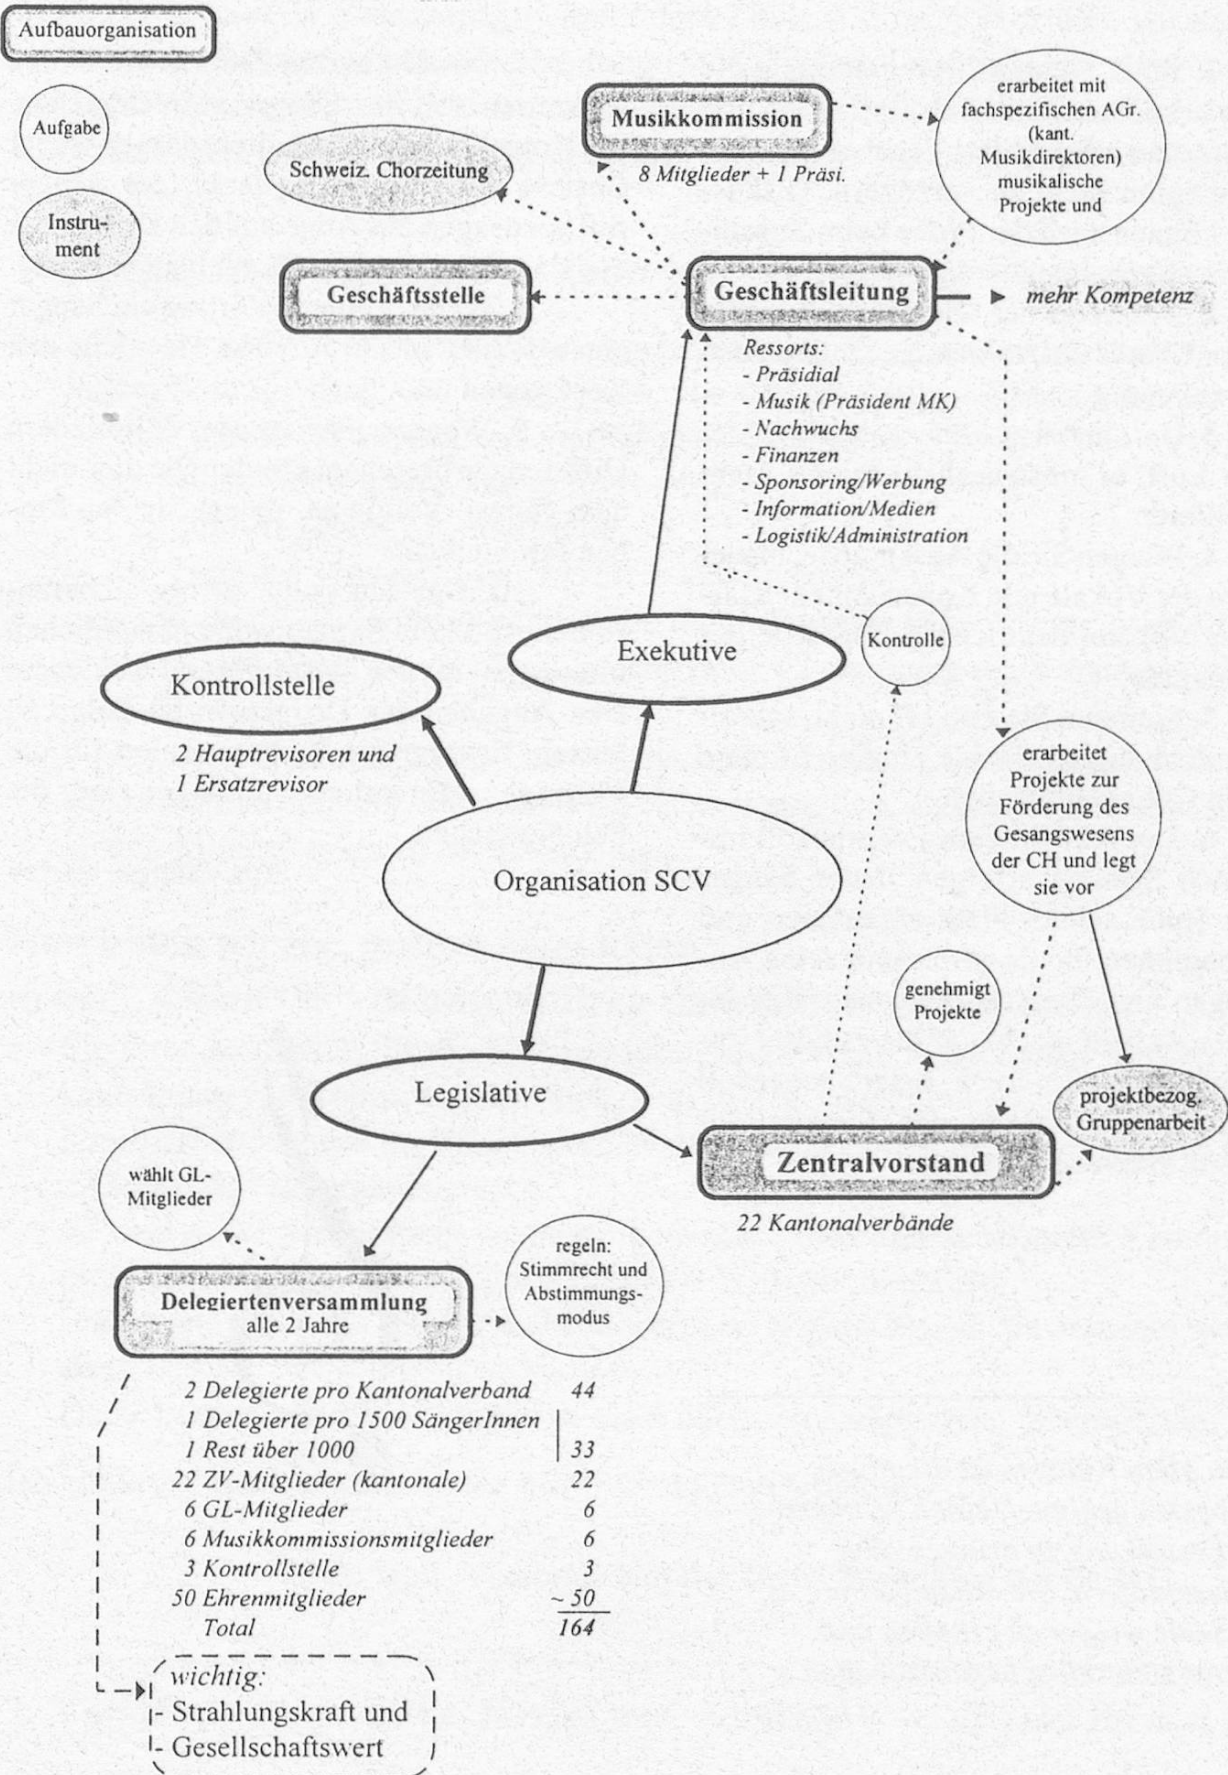 Aufbauorganisation
Aufgabe
Instru-
ment
Schweiz. Chorzeitung
Musikkommission
8 Mitglieder + 1 Präsi.
erarbeitet mit
fachspezifischen AGr.
(kant.
Musikdirektoren)
musikalische
Projekte und
Geschäftsstelle
Geschäftsleitung
mehr Kompetenz
Ressorts:
- Präsidial
- Musik (Präsident MK)
- Nachwuchs
- Finanzen
- Sponsoring/Werbung
- Information/Medien
- Logistik/Administration
Kontrolle
Exekutive
Kontrollstelle
2 Hauptrevisoren und
1 Ersatzrevisor
erarbeitet
Projekte zur
Förderung des
Gesangswesens
der CH und legt
sie vor
Organisation SCV
genehmigt
Projekte
Legislative
projektbezog.
Gruppenarbeit
Zentralvorstand
22 Kantonalverbände
wählt GL-
Mitglieder
regeln:
Stimmrecht und
Abstimmungs-
modus
Delegiertenversammlung
alle 2 Jahre
2 Delegierte pro Kantonalverband 44
1 Delegierte pro 1500 SängerInnen
1 Rest über 1000 33
22 ZV-Mitglieder (kantonale) 22
6 GL-Mitglieder 6
6 Musikkommissionsmitglieder 6
3 Kontrollstelle 3
50 Ehrenmitglieder ~ 50
Total 164
wichtig:
- Strahlungskraft und
- Gesellschaftswert